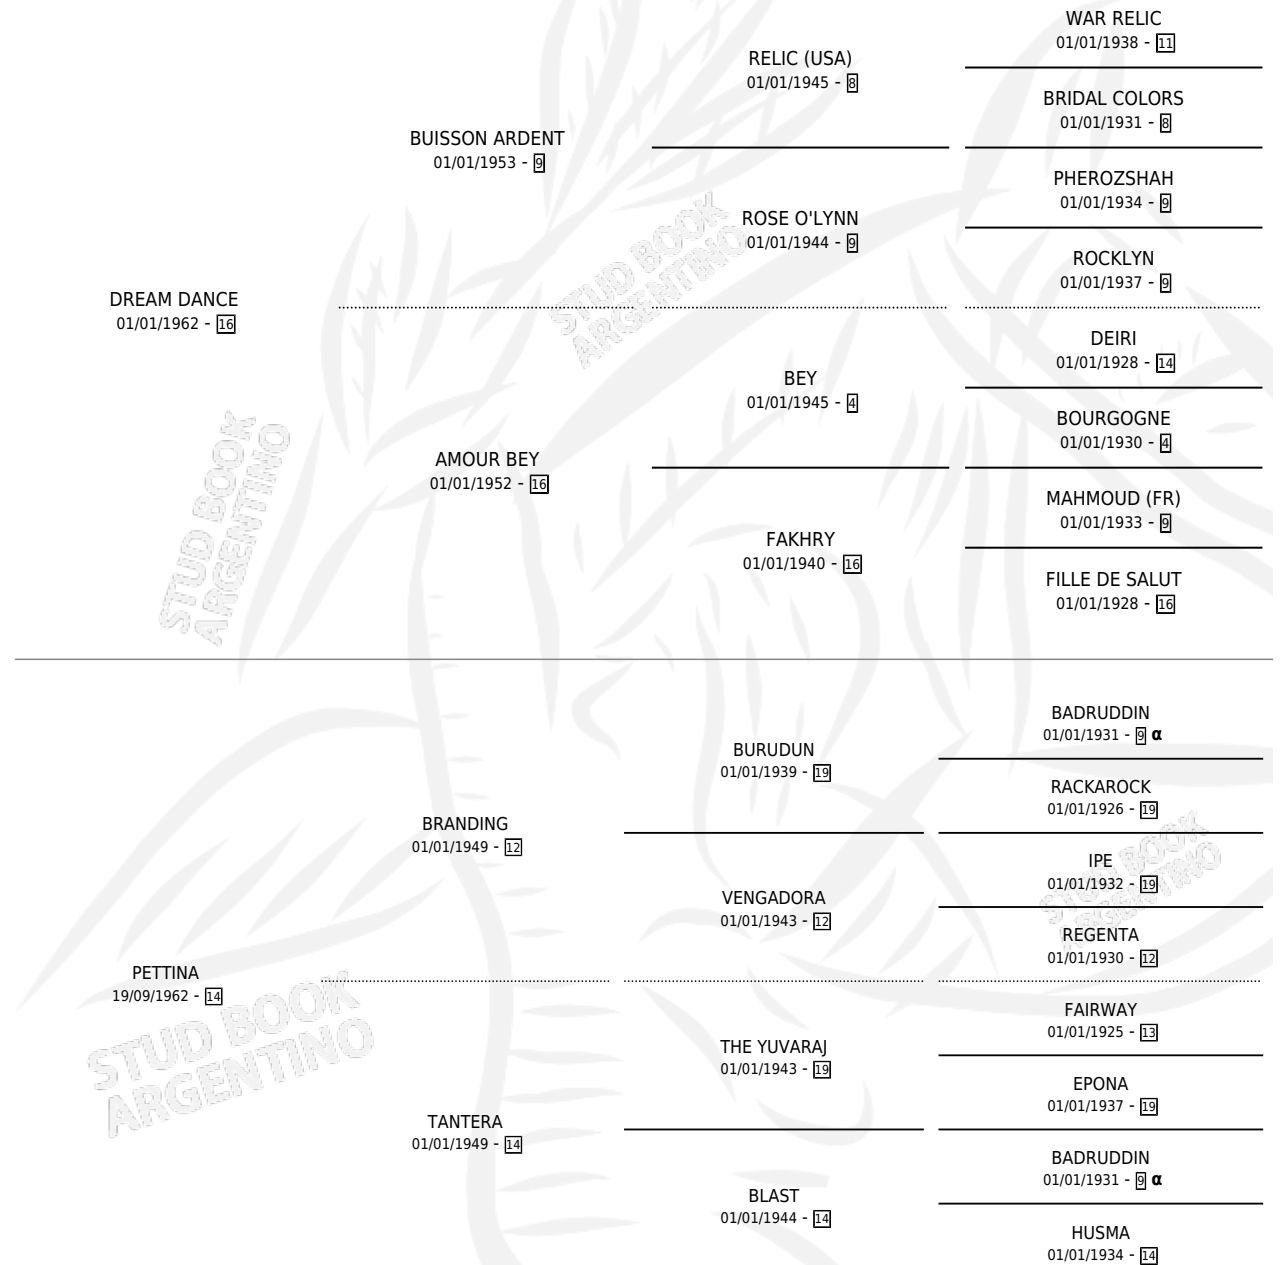 WAR RELIC
01/01/1938 - 11
RELIC (USA)
01/01/1945 - 8
BRIDAL COLORS
01/01/1931 - 8
BUISSON ARDENT
01/01/1953 - 9
PHEROZSHAH
01/01/1934 - 9
ROSE O'LYNN
01/01/1944 - 9
ROCKLYN
01/01/1937 - 9
DREAM DANCE
01/01/1962 - 16
DEIRI
01/01/1928 - 14
BEY
01/01/1945 - 4
BOURGOGNE
01/01/1930 - 4
AMOUR BEY
01/01/1952 - 16
MAHMOUD (FR)
01/01/1933 - 9
FAKHRY
01/01/1940 - 16
FILLE DE SALUT
01/01/1928 - 16
STUD BOOK
ARGENTINO
STUD BOOK
ARGENTINO
BADRUDDIN
01/01/1931 - 9 α
BURUDUN
01/01/1939 - 19
RACKAROCK
01/01/1926 - 19
BRANDING
01/01/1949 - 12
IPE
01/01/1932 - 19
VENGADORA
01/01/1943 - 12
REGENTA
01/01/1930 - 12
PETTINA
19/09/1962 - 14
FAIRWAY
01/01/1925 - 13
THE YUVARAJ
01/01/1943 - 19
EPONA
01/01/1937 - 19
TANTERA
01/01/1949 - 14
BADRUDDIN
01/01/1931 - 9 α
BLAST
01/01/1944 - 14
HUSMA
01/01/1934 - 14
STUD BOOK
ARGENTINO
STUD BOOK
ARGENTINO